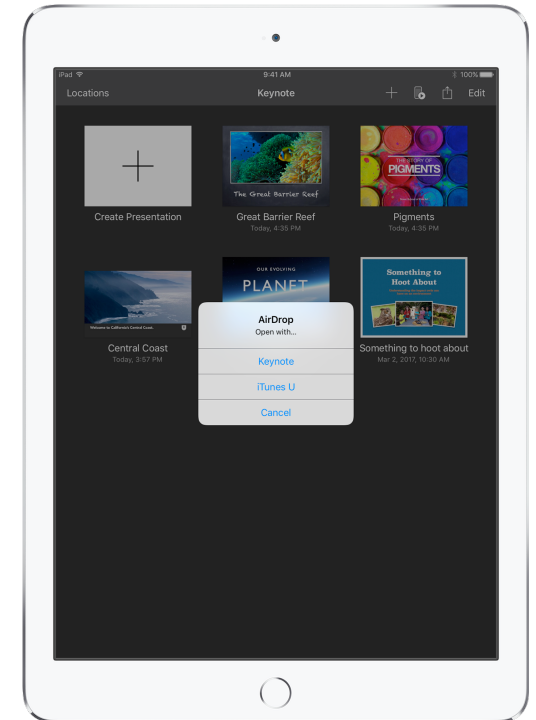 iPad 9:41 AM 100%
Locations Keynote Edit
The Great Barrier Reef
THE STORY OF
PIGMENTS
Create Presentation Great Barrier Reef Pigments
Today, 4:35 PM Today, 4:35 PM
OUR EVOLVING
PLANET
Something to
Hoot About
Welcome to California's Central Coast.
Central Coast Something to hoot about
Today, 3:57 PM Mar 2, 2017, 10:30 AM
AirDrop
Open with...
Keynote
iTunes U
Cancel